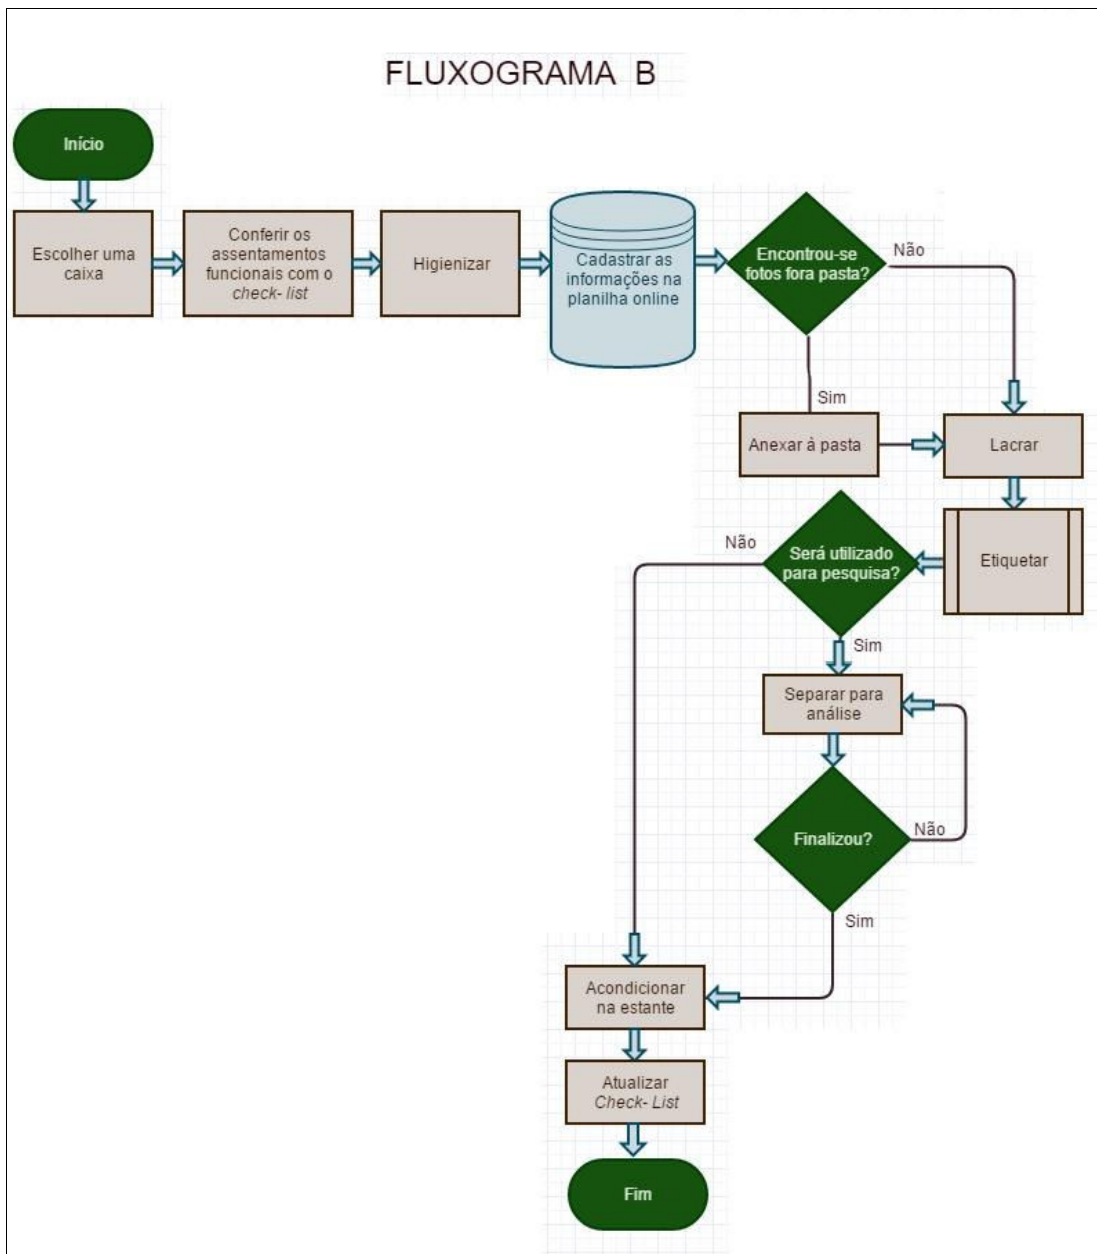 FLUXOGRAMA B
Início
Escolher uma
caixa
Conferir os
assentamentos
funcionais com o
check- list
Higienizar
Cadastrar as
informações na
planilha online
Encontrou-se
fotos fora pasta?
Não
Sim
Anexar á pasta
Lacrar
Etiquetar
Será utilizado
para pesquisa?
Não
Sim
Separar para
análise
Finalizou?
Não
Sim
Acondicionar
na estante
Atualizar
Check- List
Fim